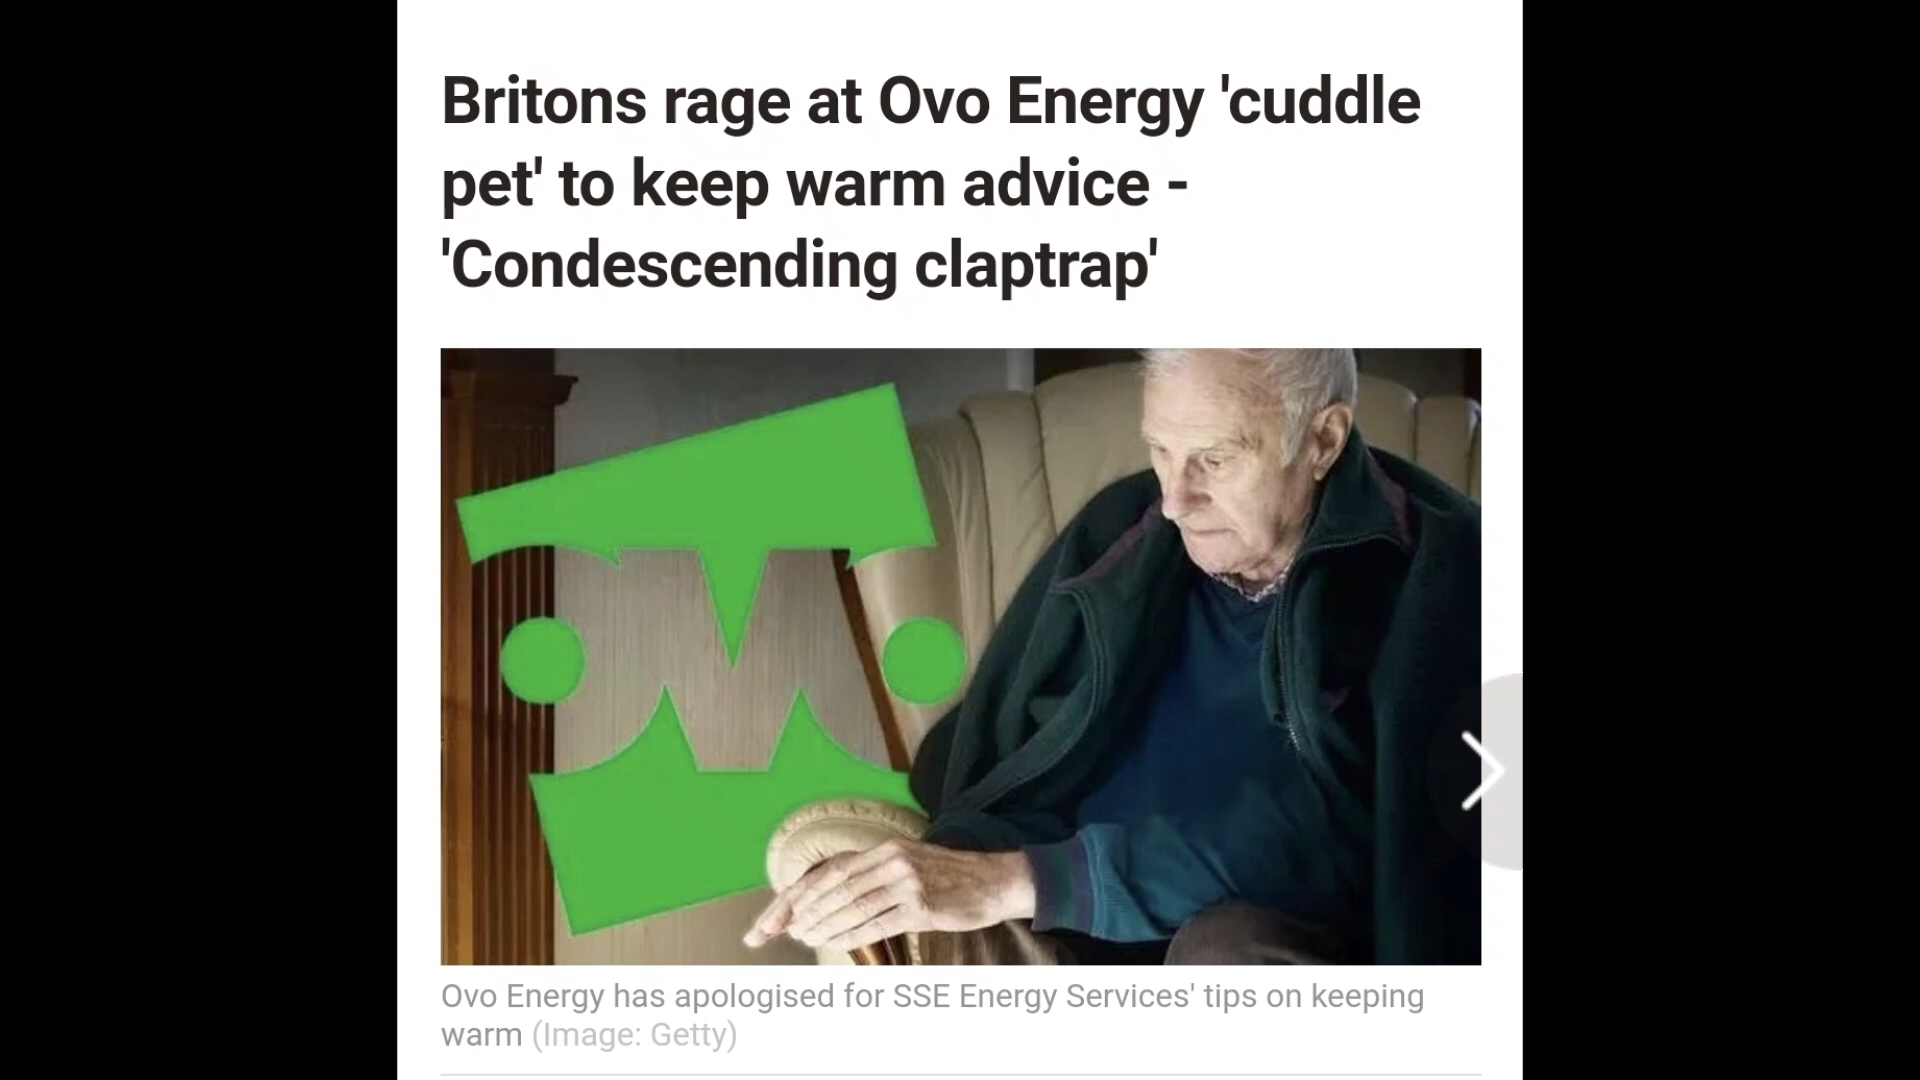 Britons rage at Ovo Energy 'cuddle
pet' to keep warm advice -
'Condescending claptrap'
Ovo Energy has apologised for SSE Energy Services' tips on keeping
warm (Image: Getty)